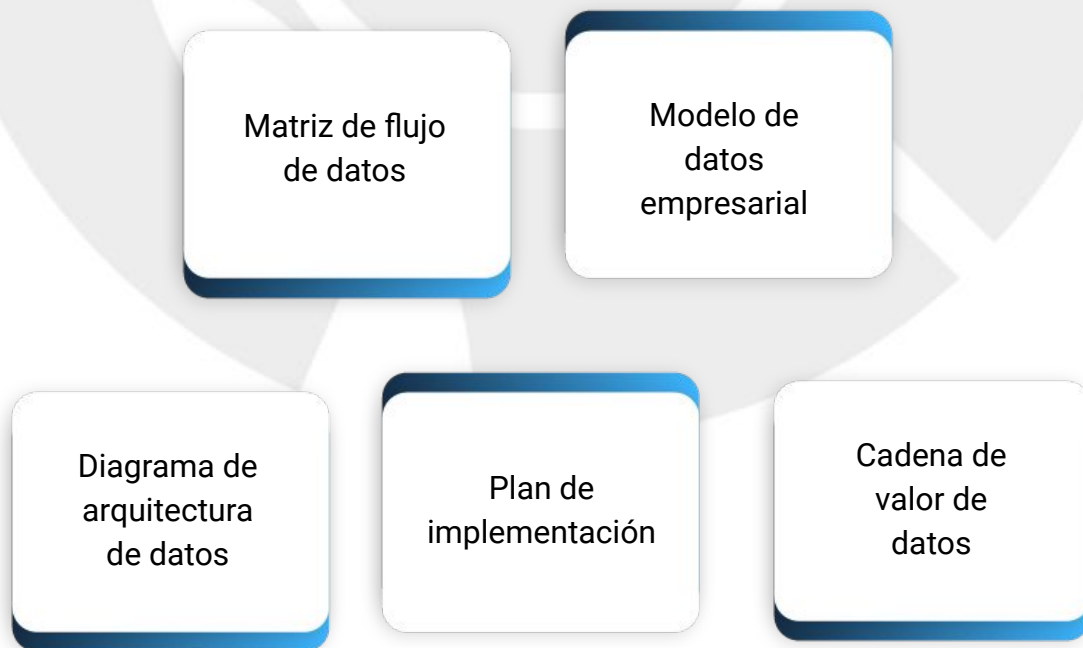 Matriz de flujo
de datos
Modelo de
datos
empresarial
Diagrama de
arquitectura
de datos
Plan de
implementación
Cadena de
valor de
datos